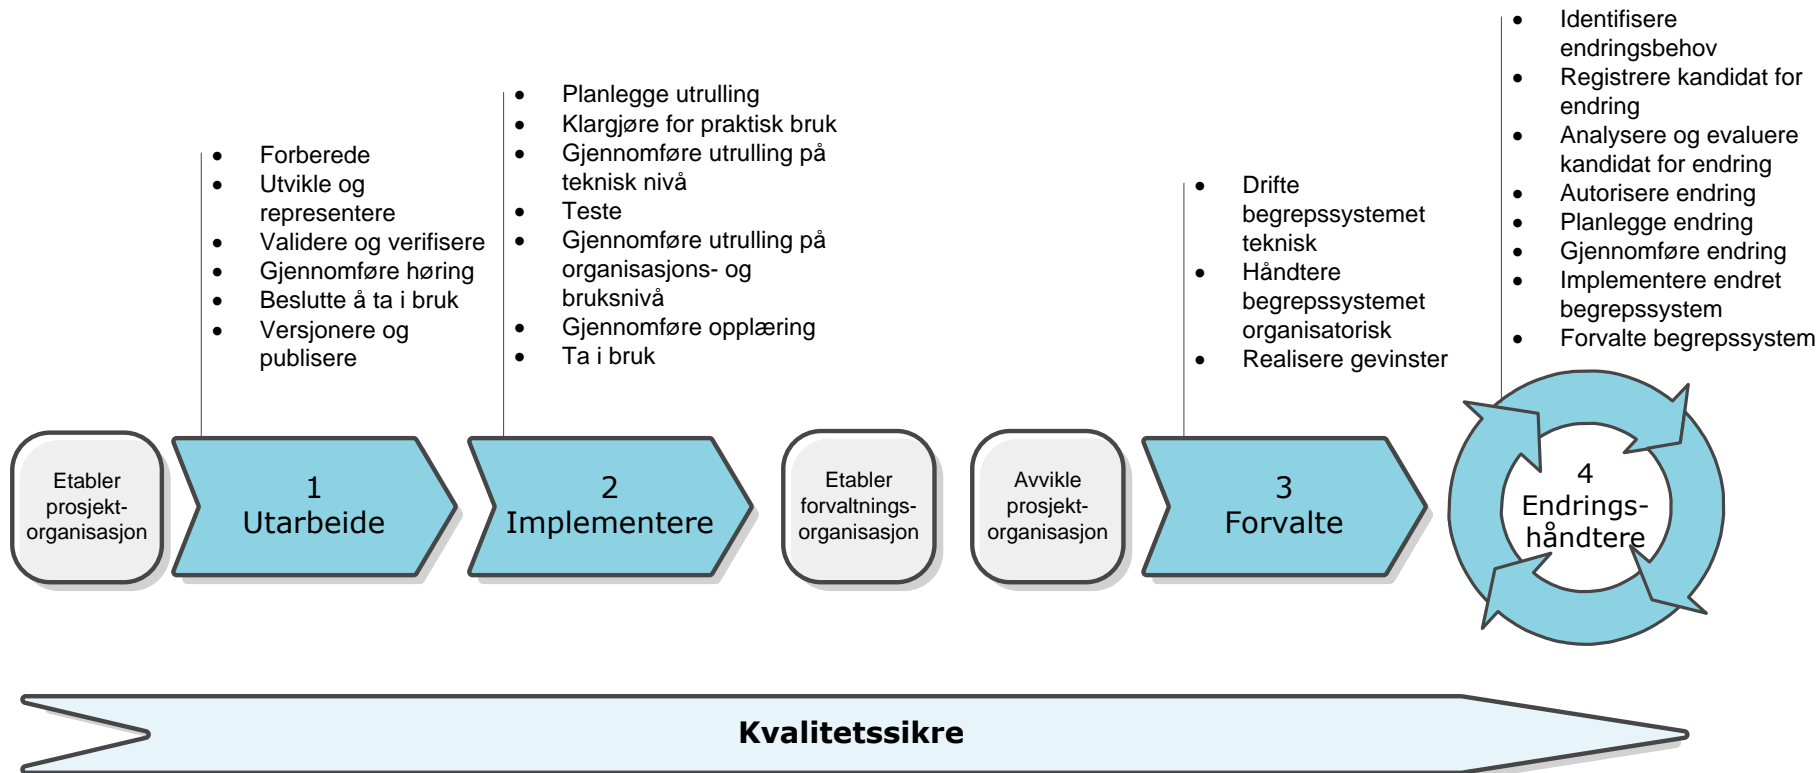 • Forberede
• Utvikle og
representere
• Validere og verifisere
• Gjennomføre høring
• Beslutte å ta i bruk
• Versjonere og
publisere
• Planlegge utrulling
• Klargjøre for praktisk bruk
• Gjennomføre utrulling på
teknisk nivå
• Teste
• Gjennomføre utrulling på
organisasjons- og
bruksnivå
• Gjennomføre opplæring
• Ta i bruk
• Drifte
begrepssystemet
teknisk
• Håndtere
begrepssystemet
organisatorisk
• Realisere gevinster
• Identifisere
endringsbehov
• Registrere kandidat for
endring
• Analysere og evaluere
kandidat for endring
• Autorisere endring
• Planlegge endring
• Gjennomføre endring
• Implementere endret
begrepssystem
• Forvalte begrepssystem
Etabler
prosjekt-
organisasjon
1
Utarbeide
2
Implementere
Etabler
forvaltnings-
organisasjon
Avvikle
prosjekt-
organisasjon
3
Forvalte
4
Endrings-
håndtere
Kvalitetssikre